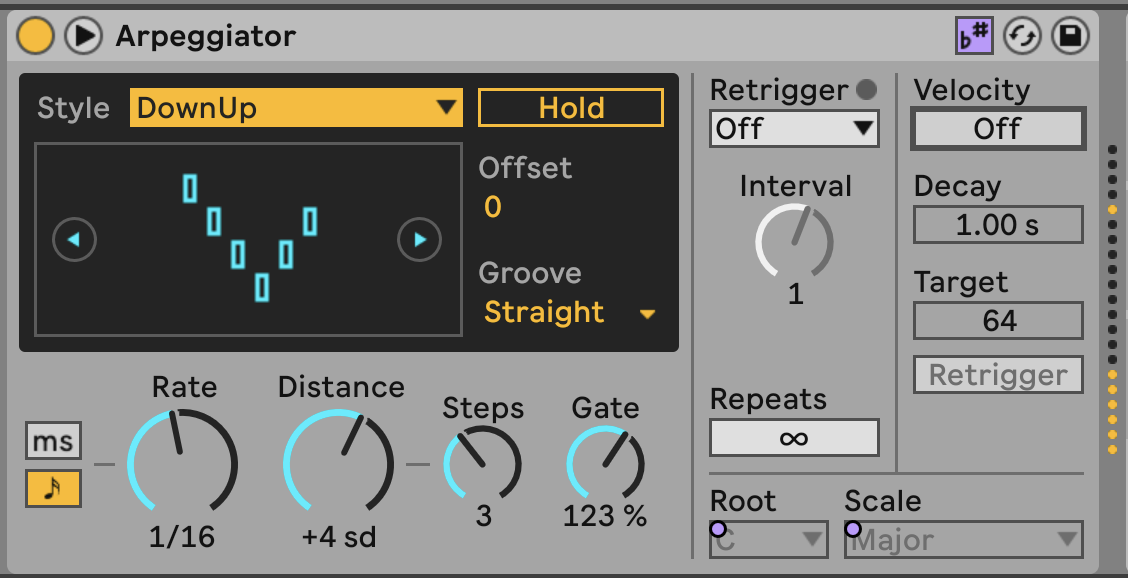 Arpeggiator
b#
Style
DownUp
Hold
Offset
0
Groove
Straight
Retrigger
Off
Interval
1
Repeats
∞
Velocity
Off
Decay
1.00 s
Target
64
Retrigger
ms
Rate
1/16
Distance
+4 sd
Steps
3
Gate
123 %
Root
C
Scale
Major